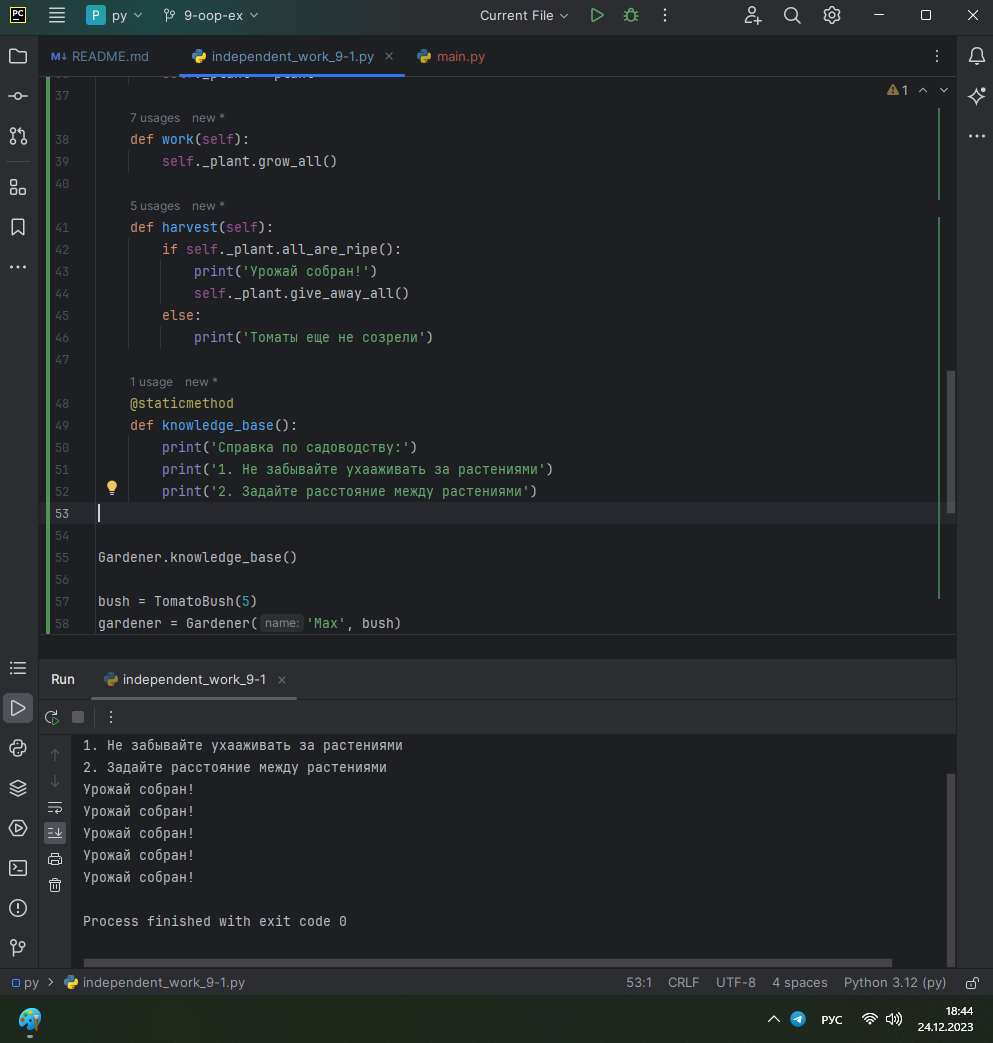 PC
P py 9-oop-ex Current File
M↓ README.md independent_work_9-1.py main.py
37
1
7 usages new *
38 def work(self):
39 self._plant.grow_all()
40
5 usages new *
41 def harvest(self):
42 if self._plant.all_are_ripe():
43 print('Урожай собран!')
44 self._plant.give_away_all()
45 else:
46 print('Томаты еще не созрели')
47
1 usage new *
48 @staticmethod
49 def knowledge_base():
50 print('Справка по садоводству:')
51 print('1. Не забывайте ухааживать за растениями')
52 print('2. Задайте расстояние между растениями')
53
54
55 Gardener.knowledge_base()
56
57 bush = TomatoBush(5)
58 gardener = Gardener( name: 'Max', bush)
Run independent_work_9-1
1. Не забывайте ухааживать за растениями
2. Задайте расстояние между растениями
Урожай собран!
Урожай собран!
Урожай собран!
Урожай собран!
Урожай собран!
Process finished with exit code 0
py > independent_work_9-1.py 53:1 CRLF UTF-8 4 spaces Python 3.12 (py)
РУС
18:44
24.12.2023